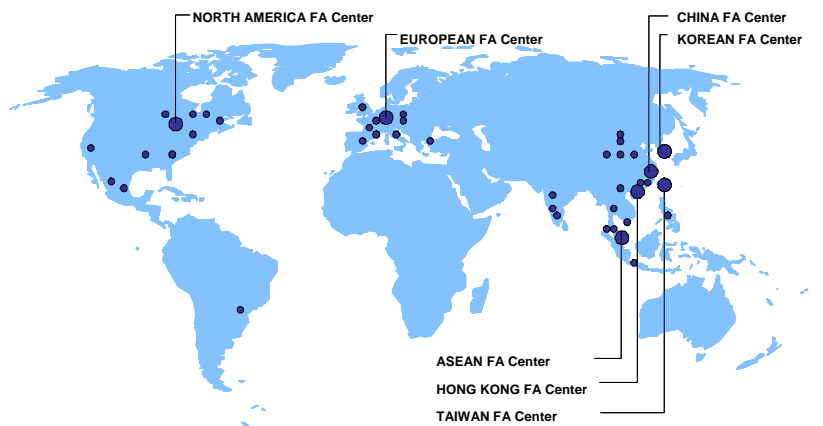 NORTH AMERICA FA Center
CHINA FA Center
EUROPEAN FA Center
KOREAN FA Center
ASEAN FA Center
HONG KONG FA Center
TAIWAN FA Center